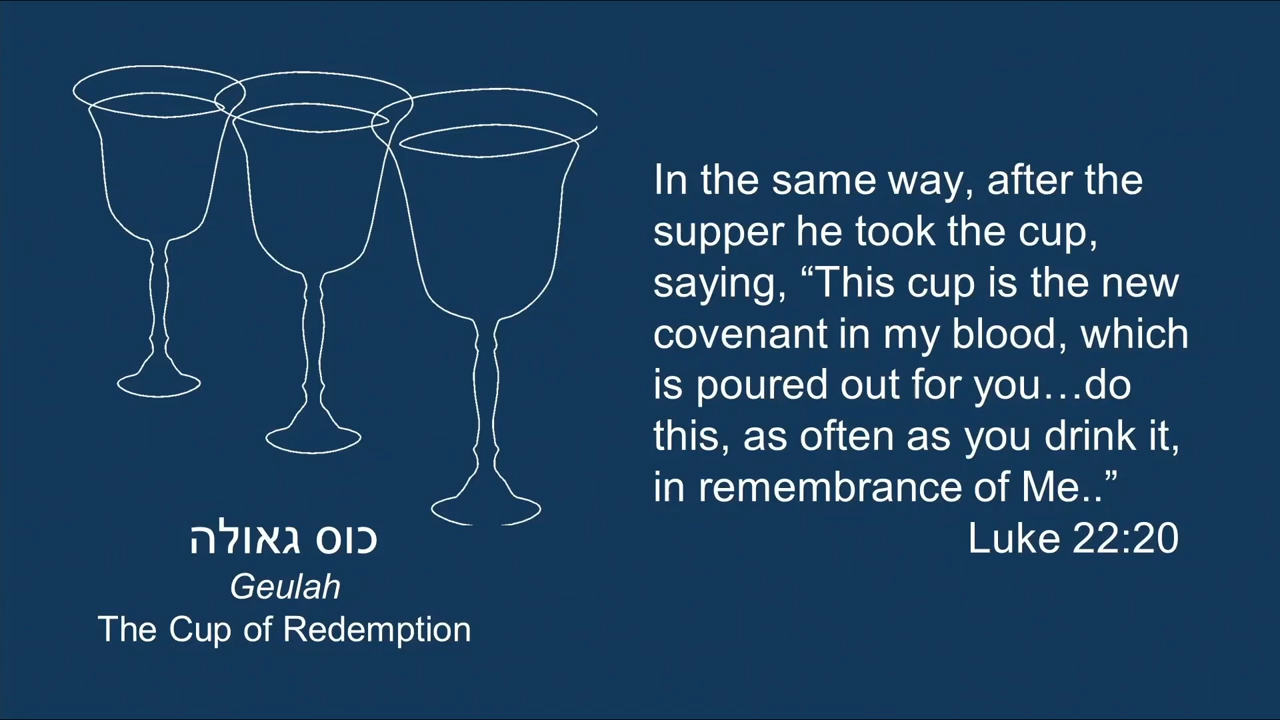 כוס גאולה
Geulah
The Cup of Redemption
In the same way, after the
supper he took the cup,
saying, “This cup is the new
covenant in my blood, which
is poured out for you…do
this, as often as you drink it,
in remembrance of Me..”
Luke 22:20